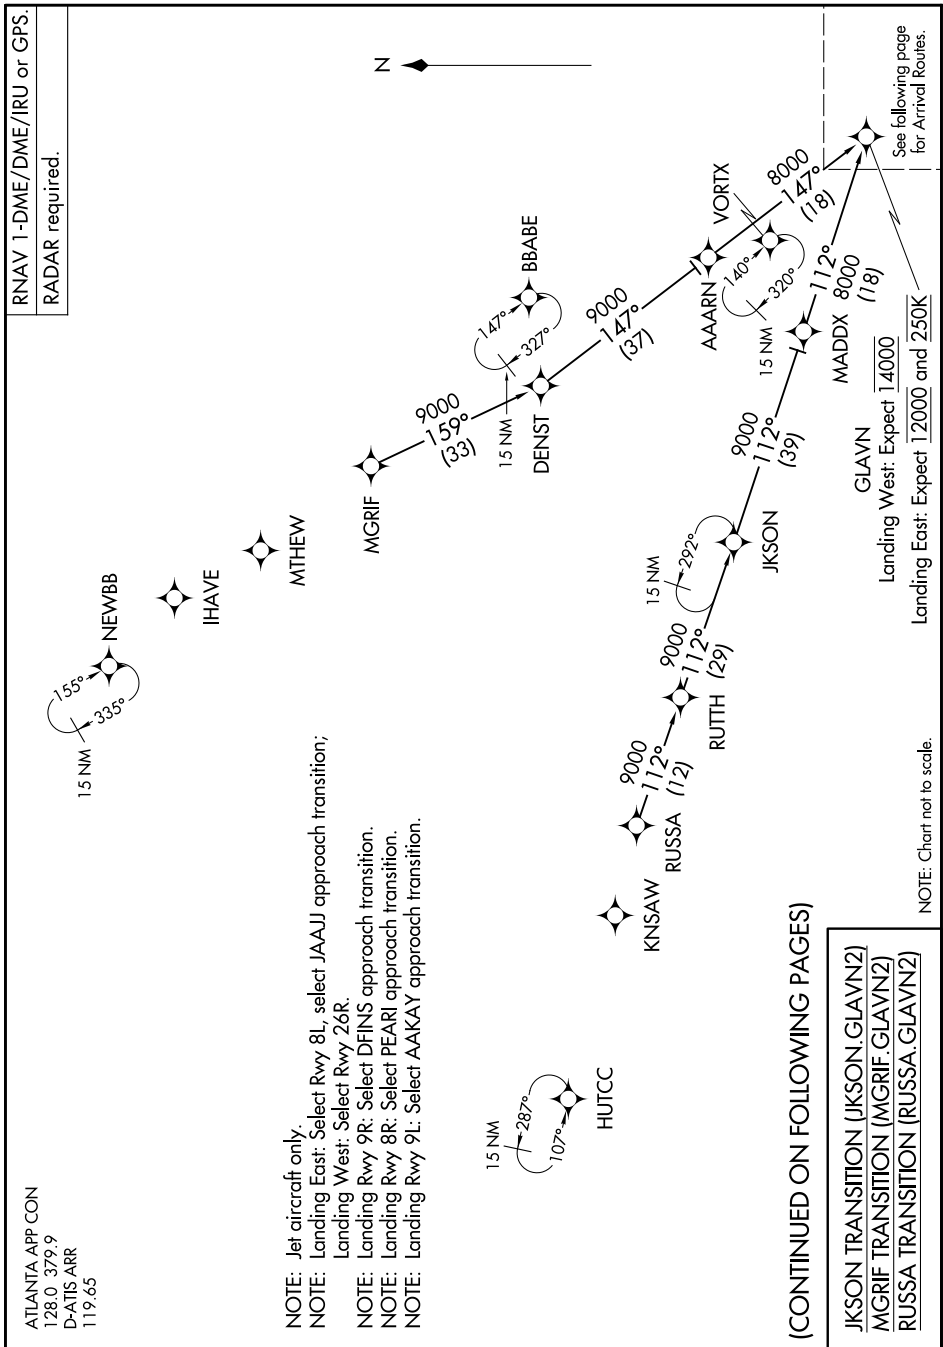 RNAV 1-DME/DME/IRU or GPS.
RADAR required.
ATLANTA APP CON
128.0 379.9
D-ATIS ARR
119.65
N
NEWBB
155°
335°
15 NM
IHAVE
MTHEW
MGRIF
9000
159°
(33)
BBABE
147°
327°
15 NM
DENST
9000
147°
(37)
AAARN
VORTX
140°
320°
15 NM
8000
147°
(18)
See following page
for Arrival Routes.
NOTE: Jet aircraft only.
NOTE: Landing East: Select Rwy 8L, select JAAJJ approach transition;
Landing West: Select Rwy 26R.
NOTE: Landing Rwy 9R: Select DFINS approach transition.
NOTE: Landing Rwy 8R: Select PEARI approach transition.
NOTE: Landing Rwy 9L: Select AAKAY approach transition.
HUTCC
287°
107°
15 NM
KNSAW
RUSSA
9000
112°
(12)
RUTTH
9000
112°
(29)
15 NM
292°
JKSON
9000
112°
(39)
MADDX
112°
8000
(18)
GLAVN
Landing West: Expect 14000
Landing East: Expect 12000 and 250K
NOTE: Chart not to scale.
(CONTINUED ON FOLLOWING PAGES)
JKSON TRANSITION (JKSON.GLAVN2)
MGRIF TRANSITION (MGRIF.GLAVN2)
RUSSA TRANSITION (RUSSA.GLAVN2)